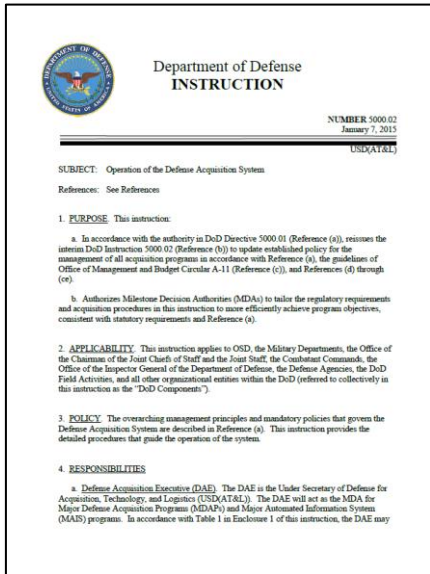 DEPARTMENT OF DEFENSE
UNITED STATES OF AMERICA
Department of Defense
INSTRUCTION
NUMBER 5000.02
January 7, 2015
USD(AT&L)
SUBJECT: Operation of the Defense Acquisition System
References: See References
1. PURPOSE. This instruction:
a. In accordance with the authority in DoD Directive 5000.01 (Reference (a)), reissues the
interim DoD Instruction 5000.02 (Reference (b)) to update established policy for the
management of all acquisition programs in accordance with Reference (a), the guidelines of
Office of Management and Budget Circular A-11 (Reference (c)), and References (d) through
(ce).
b. Authorizes Milestone Decision Authorities (MDAs) to tailor the regulatory requirements
and acquisition procedures in this instruction to more efficiently achieve program objectives,
consistent with statutory requirements and Reference (a).
2. APPLICABILITY. This instruction applies to OSD, the Military Departments, the Office of
the Chairman of the Joint Chiefs of Staff and the Joint Staff, the Combatant Commands, the
Office of the Inspector General of the Department of Defense, the Defense Agencies, the DoD
Field Activities, and all other organizational entities within the DoD (referred to collectively in
this instruction as the "DoD Components").
3. POLICY. The overarching management principles and mandatory policies that govern the
Defense Acquisition System are described in Reference (a). This instruction provides the
detailed procedures that guide the operation of the system.
4. RESPONSIBILITIES
a. Defense Acquisition Executive (DAE). The DAE is the Under Secretary of Defense for
Acquisition, Technology, and Logistics (USD(AT&L)). The DAE will act as the MDA for
Major Defense Acquisition Programs (MDAPs) and Major Automated Information System
(MAIS) programs. In accordance with Table 1 in Enclosure 1 of this instruction, the DAE may